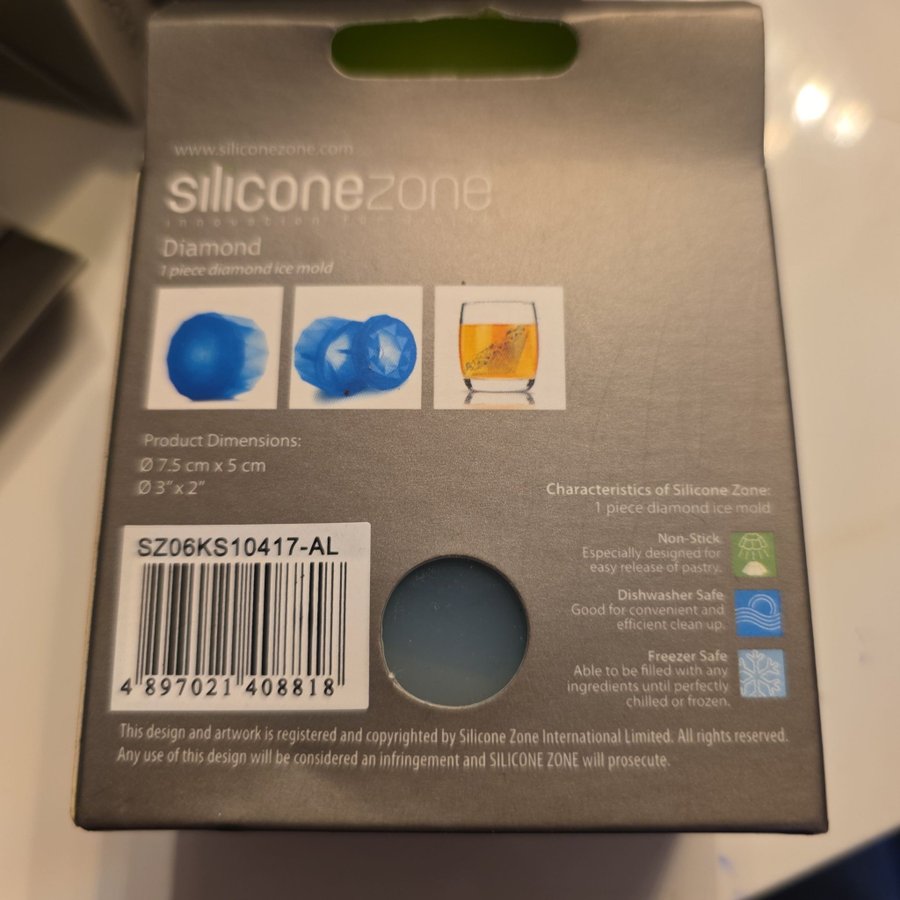 www.siliconezone.com
siliconezone
Diamond
1 piece diamond ice mold
Product Dimensions:
Ø 7.5 cm x 5 cm
Ø 3" x 2"
Characteristics of Silicone Zone:
1 piece diamond ice mold
Non-Stick
Especially designed for
easy release of pastry.
Dishwasher Safe
Good for convenient and
efficient clean up.
Freezer Safe
Able to be filled with any
ingredients until perfectly
chilled or frozen.
SZ06KS10417-AL
4 897021 408818
This design and artwork is registered and copyrighted by Silicone Zone International Limited. All rights reserved.
Any use of this design will be considered an infringement and SILICONE ZONE will prosecute.